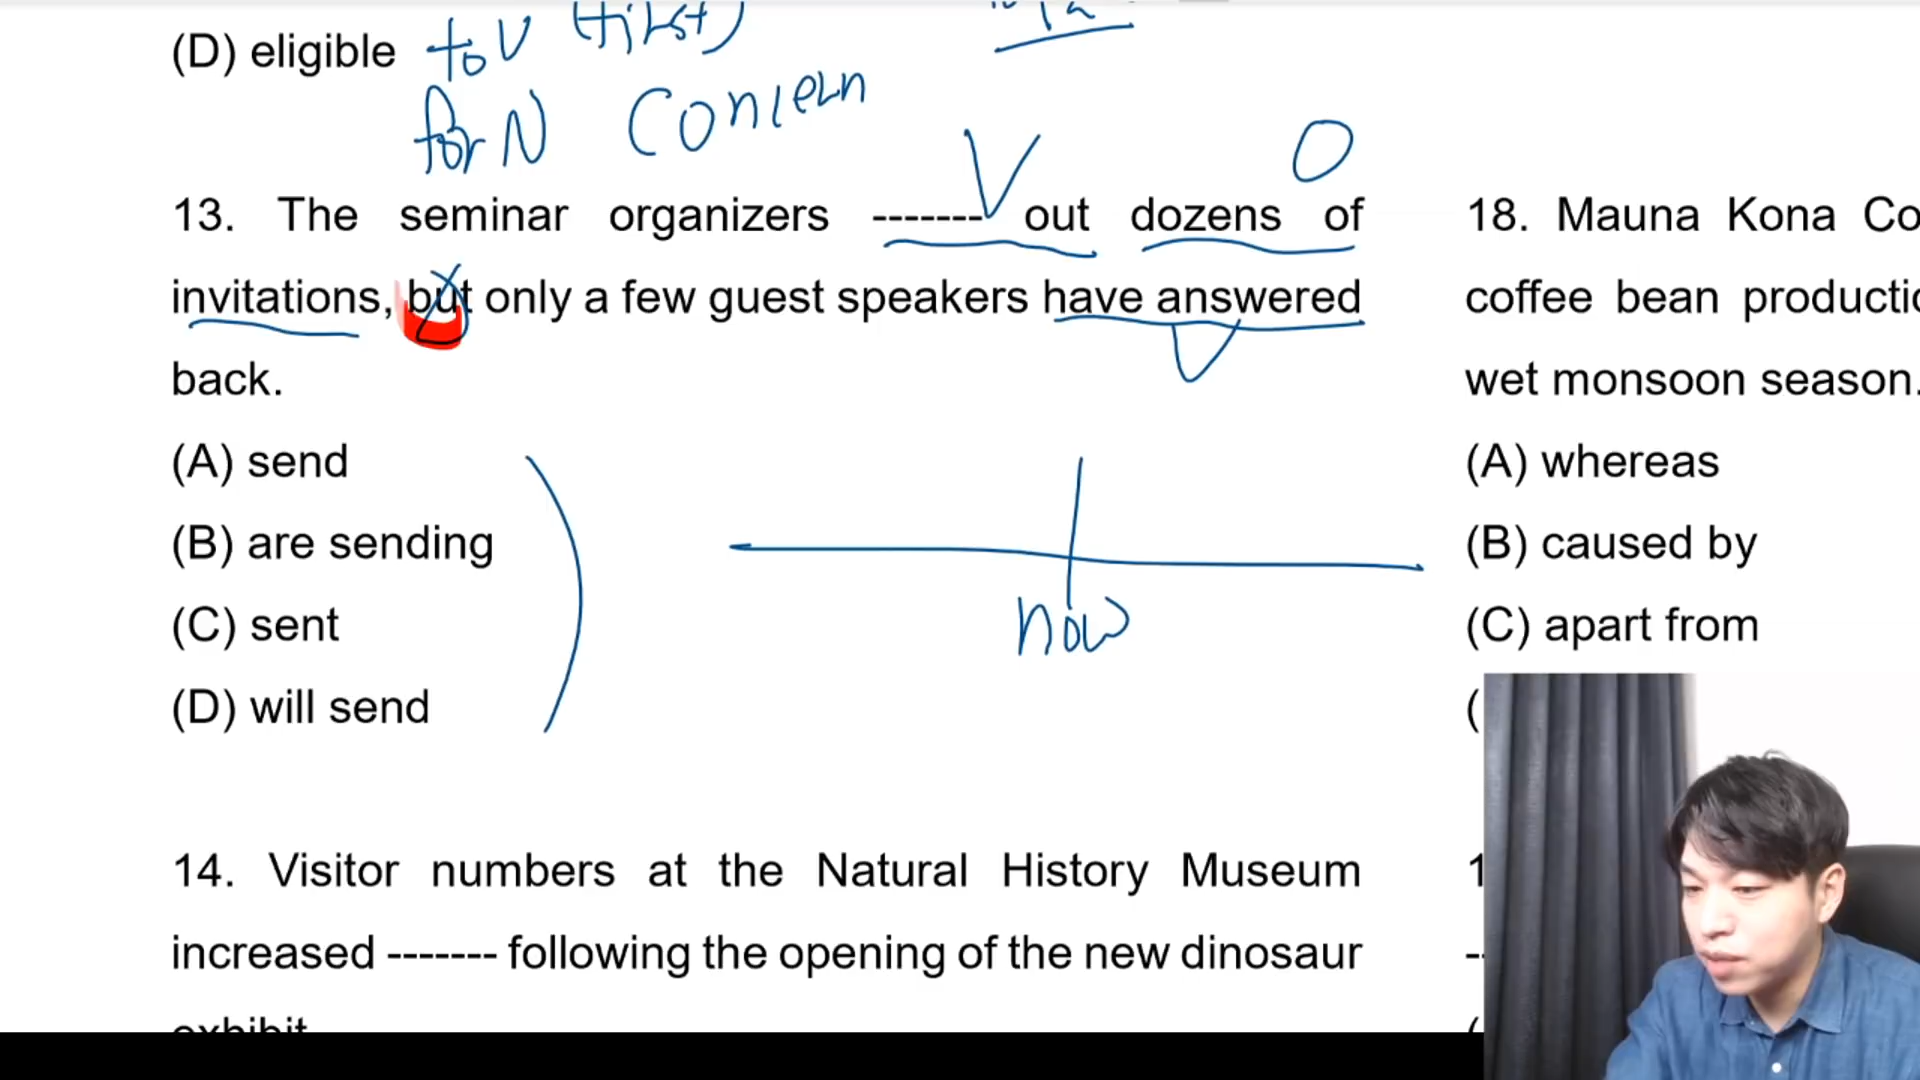 (D) eligible to V (first)
for N Concern
V O
13. The seminar organizers ------- out dozens of
invitations, but only a few guest speakers have answered
V
back.
(A) send
(B) are sending
(C) sent
(D) will send
now
14. Visitor numbers at the Natural History Museum
increased ------- following the opening of the new dinosaur
exhibit
18. Mauna Kona Co
coffee bean productio
wet monsoon season.
(A) whereas
(B) caused by
(C) apart from
(
1
--
(